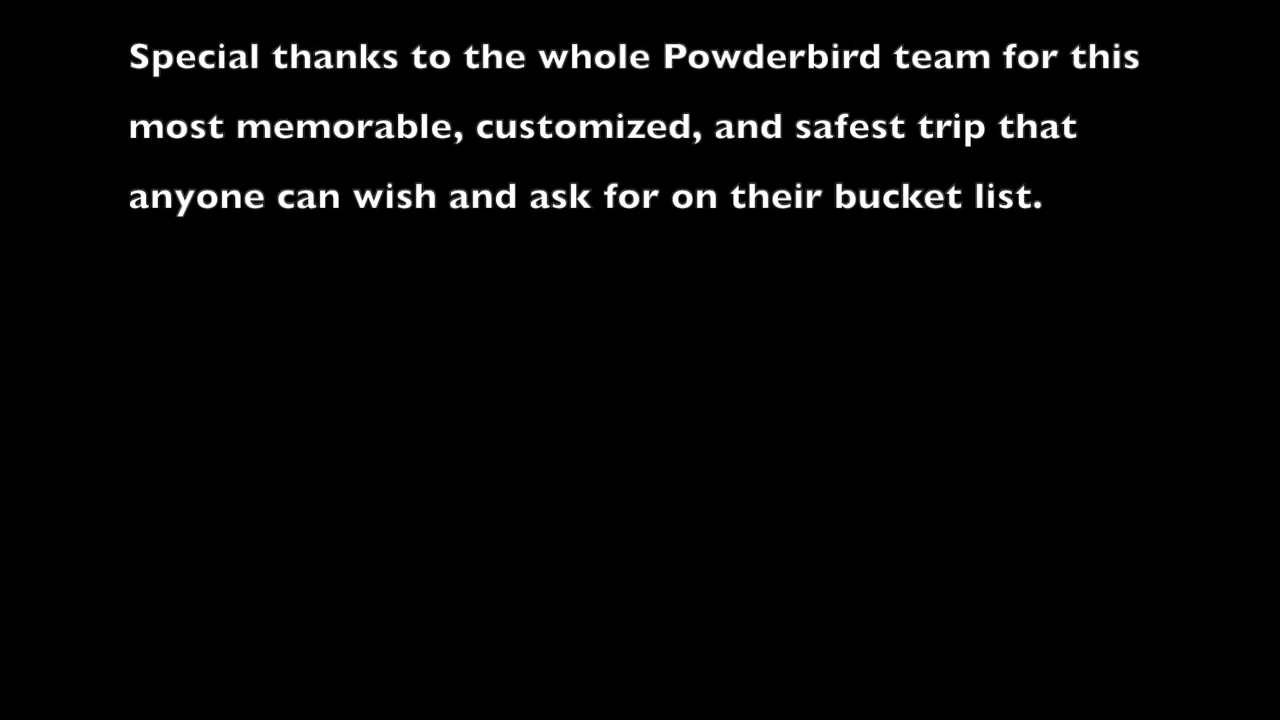 Special thanks to the whole Powderbird team for this
most memorable, customized, and safest trip that
anyone can wish and ask for on their bucket list.